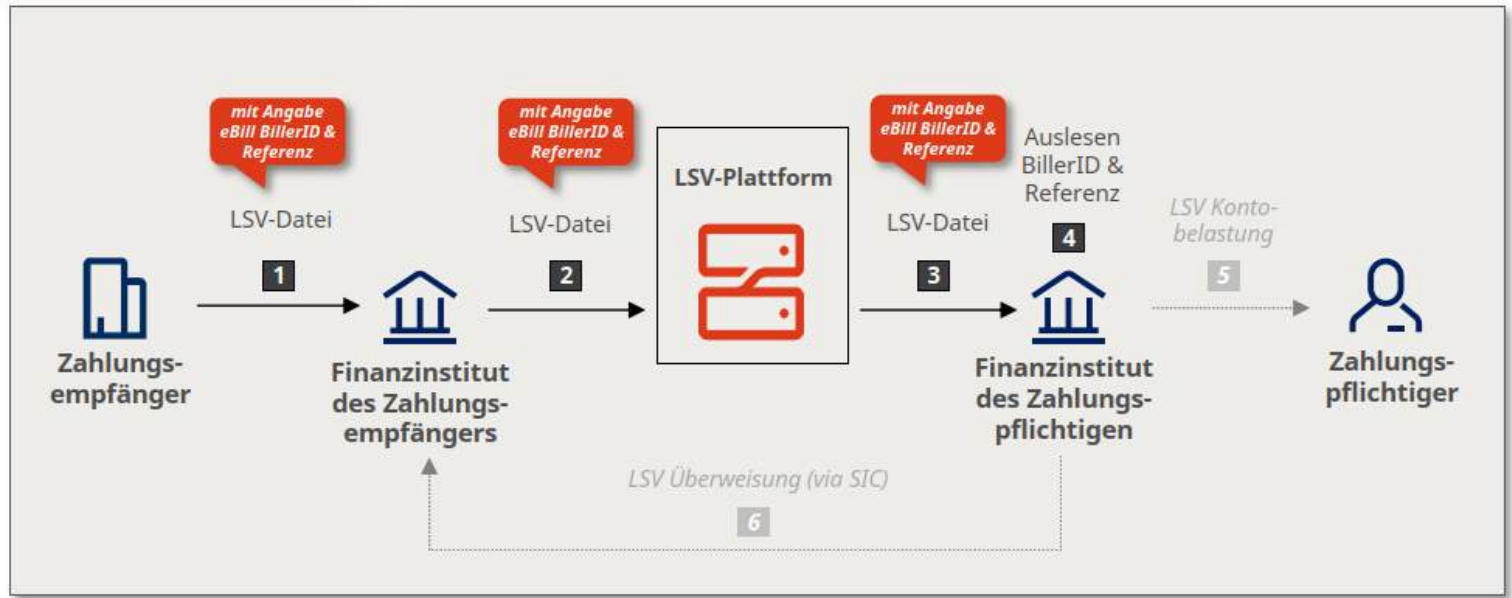 mit Angabe
eBill BillerID &
Referenz
LSV-Datei
1
mit Angabe
eBill BillerID &
Referenz
LSV-Datei
2
LSV-Plattform
mit Angabe
eBill BillerID &
Referenz
LSV-Datei
3
Auslesen
BillerID &
Referenz
4
LSV Konto-
belastung
5
Zahlungs-
empfänger
Finanzinstitut
des Zahlungs-
empfängers
Finanzinstitut
des Zahlungs-
pflichtigen
Zahlungs-
pflichtiger
LSV Überweisung (via SIC)
6